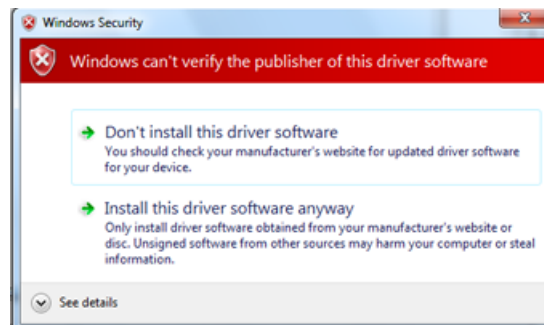 Windows Security
Windows can't verify the publisher of this driver software
Don't install this driver software
You should check your manufacturer's website for updated driver software
for your device.
Install this driver software anyway
Only install driver software obtained from your manufacturer's website or
disc. Unsigned software from other sources may harm your computer or steal
information.
See details